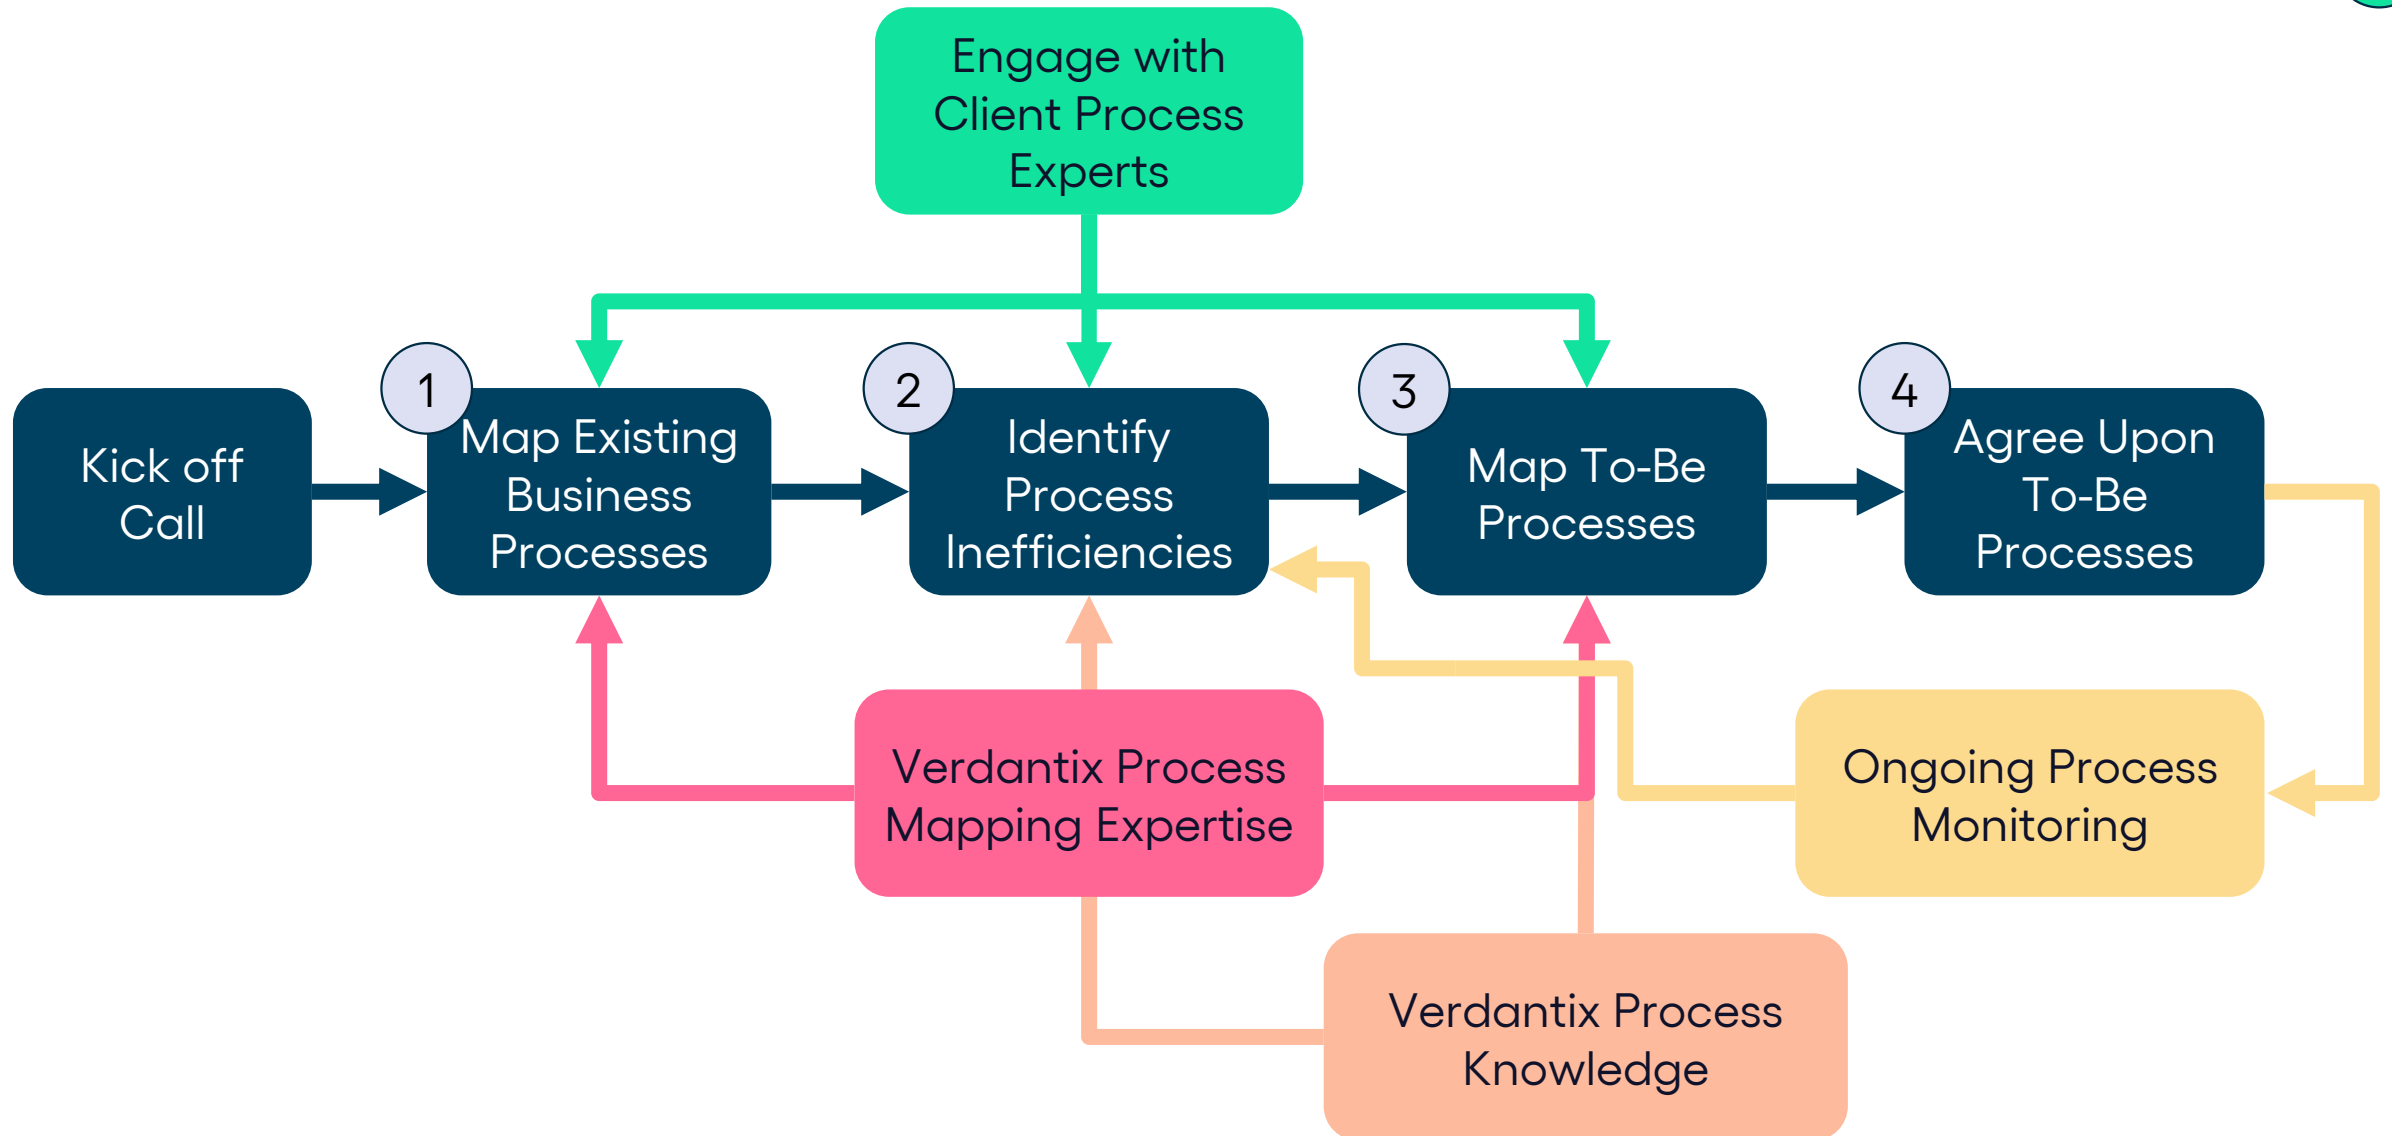 Engage with
Client Process
Experts
Kick off
Call
1
Map Existing
Business
Processes
2
Identify
Process
Inefficiencies
3
Map To-Be
Processes
4
Agree Upon
To-Be
Processes
Verdantix Process
Mapping Expertise
Ongoing Process
Monitoring
Verdantix Process
Knowledge